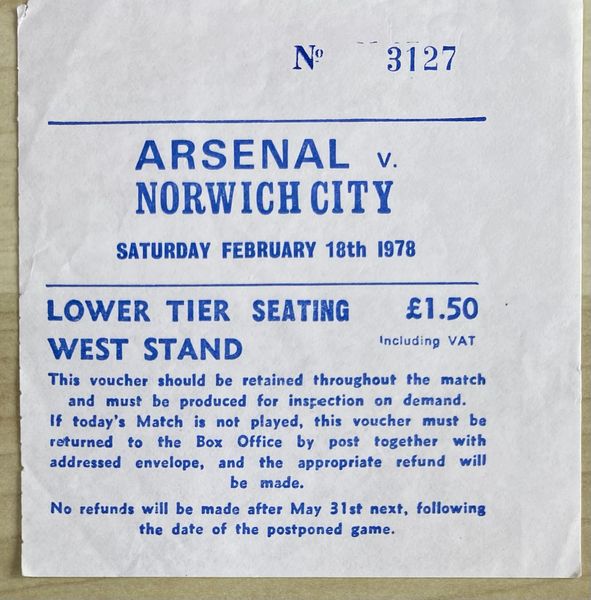 Nº 3127
ARSENAL v.
NORWICH CITY
SATURDAY FEBRUARY 18th 1978
LOWER TIER SEATING £1.50
WEST STAND Including VAT
This voucher should be retained throughout the match
and must be produced for inspection on demand.
If today's Match is not played, this voucher must be
returned to the Box Office by post together with
addressed envelope, and the appropriate refund will
be made.
No refunds will be made after May 31st next, following
the date of the postponed game.